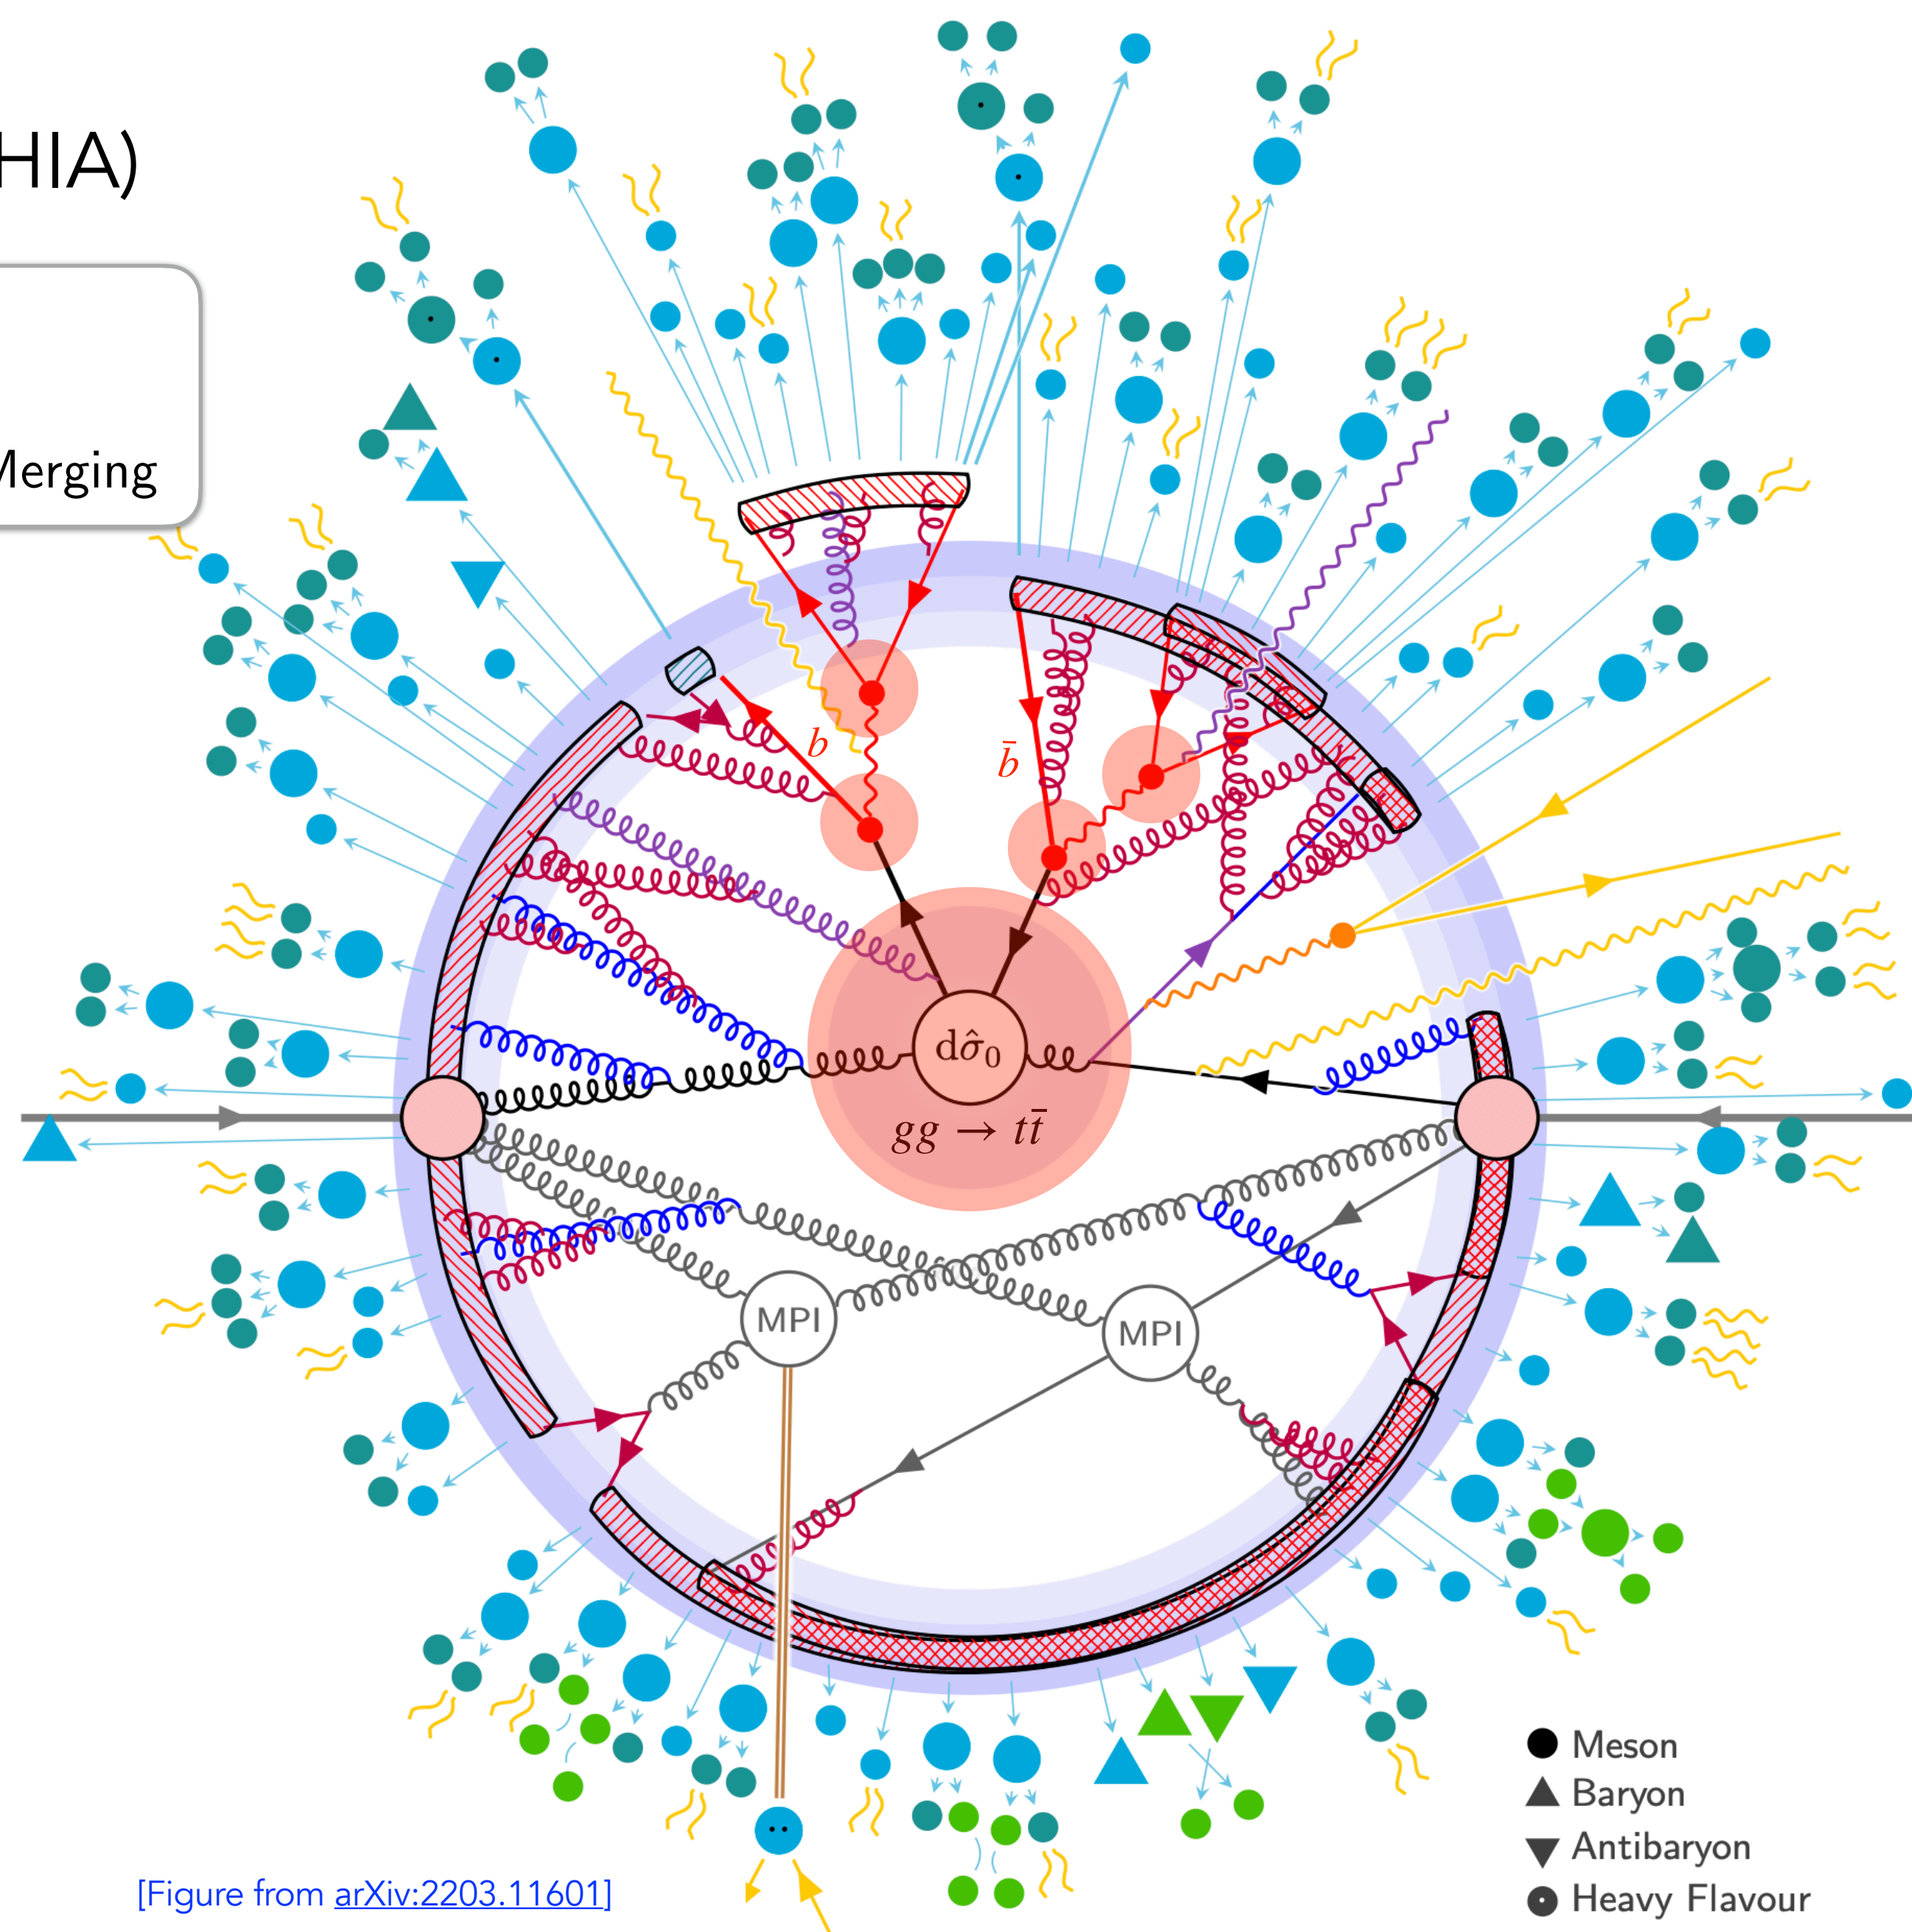 HIA)
Merging
b
b̄
dσ̂₀
gg → tt̄
MPI
MPI
Meson
Baryon
Antibaryon
Heavy Flavour
[Figure from arXiv:2203.11601]